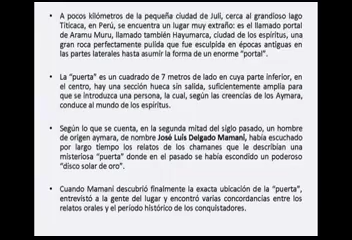 • A pocos kilómetros de la pequeña ciudad de Juli, cerca al grandioso lago
Titicaca, en Perú, se encuentra un lugar muy extraño: es el llamado portal
de Aramu Muru, llamado también Hayumarca, ciudad de los espíritus, una
gran roca perfectamente pulida que fue esculpida en épocas antiguas en
las partes laterales hasta asumir la forma de un enorme "portal".
• La "puerta" es un cuadrado de 7 metros de lado en cuya parte inferior, en
el centro, hay una sección hueca sin salida, suficientemente amplia para
que se introduzca una persona, la cual, según las creencias de los Aymara,
conduce al mundo de los espíritus.
• Según lo que se cuenta, en la segunda mitad del siglo pasado, un hombre
de origen aymara, de nombre José Luis Delgado Mamani, había escuchado
por largo tiempo los relatos de los chamanes que le describían una
misteriosa "puerta" donde en el pasado se había escondido un poderoso
"disco solar de oro".
• Cuando Mamani descubrió finalmente la exacta ubicación de la "puerta",
entrevistó a la gente del lugar y encontró varias concordancias entre los
relatos orales y el período histórico de los conquistadores.